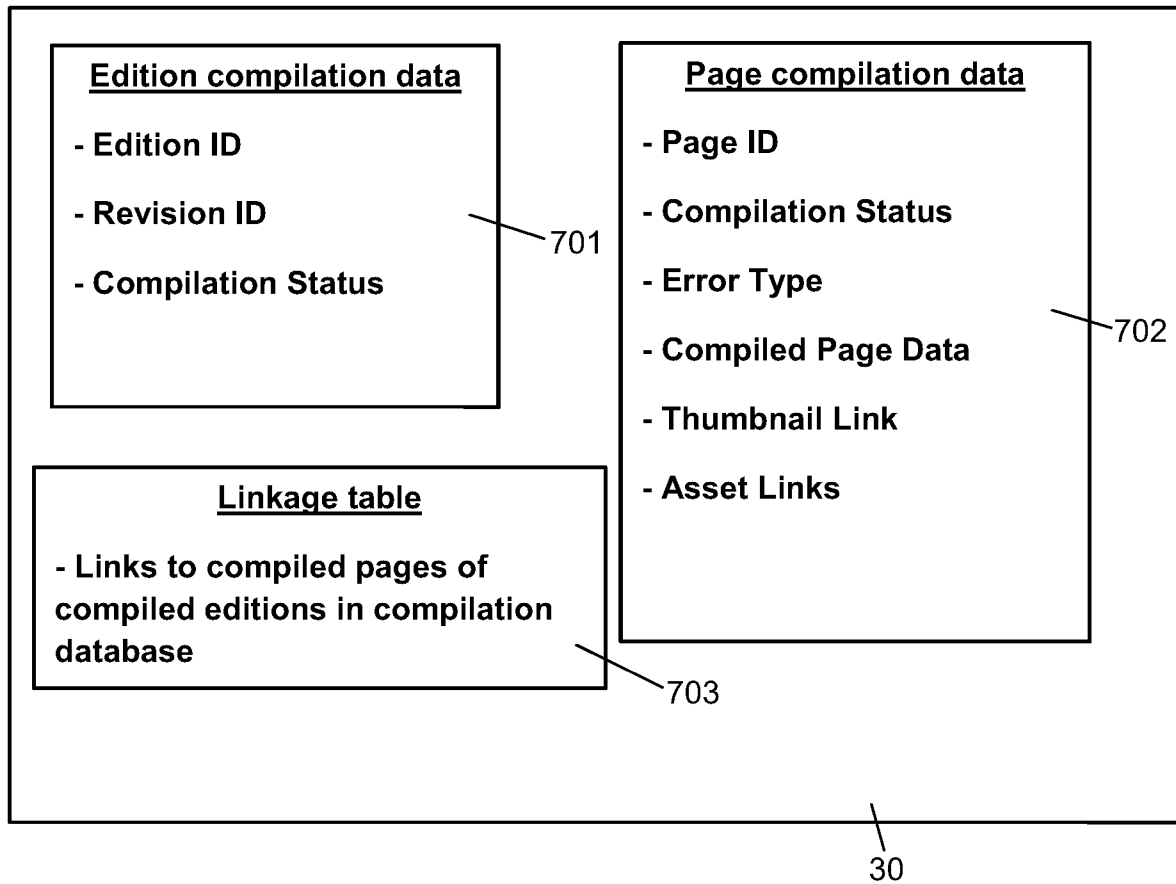 Edition compilation data
- Edition ID
- Revision ID
- Compilation Status
701
Page compilation data
- Page ID
- Compilation Status
- Error Type
- Compiled Page Data
- Thumbnail Link
- Asset Links
702
Linkage table
- Links to compiled pages of
compiled editions in compilation
database
703
30